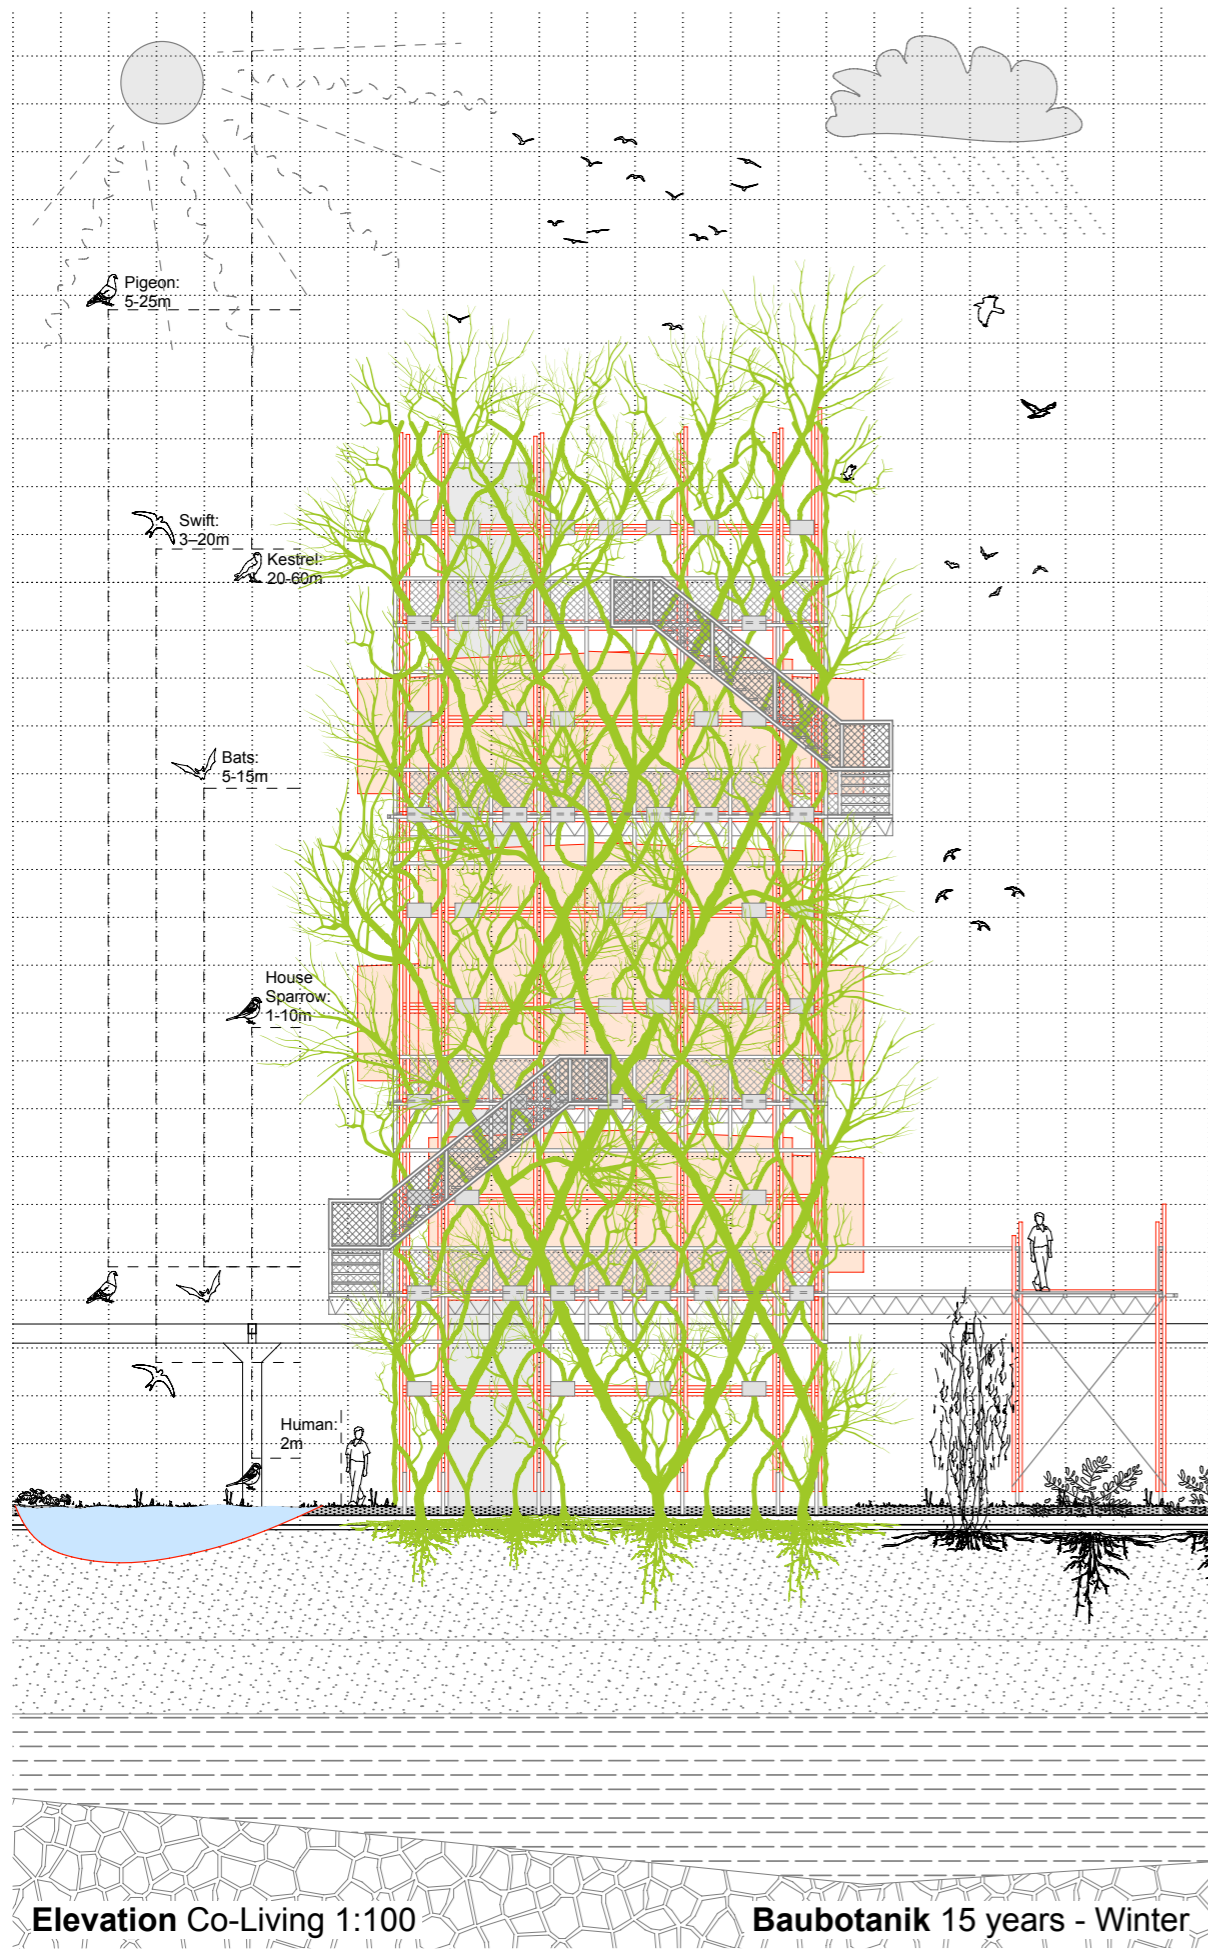 Pigeon:
5-25m
Swift:
3–20m
Kestrel:
20-60m
Bats:
5-15m
House
Sparrow:
1-10m
Human:
2m
Elevation Co-Living 1:100
Baubotanik 15 years - Winter